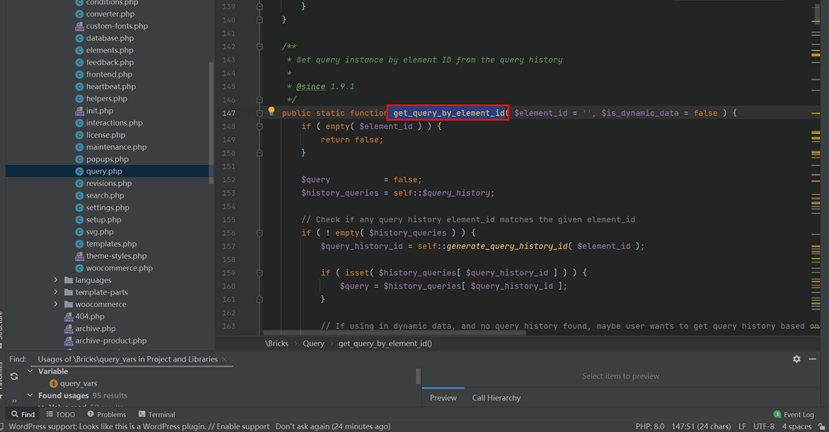 conditions.php
converter.php
custom-fonts.php
database.php
elements.php
feedback.php
frontend.php
heartbeat.php
helpers.php
init.php
interactions.php
license.php
maintenance.php
popups.php
query.php
revisions.php
search.php
settings.php
setup.php
svg.php
templates.php
theme-styles.php
woocommerce.php
languages
template-parts
woocommerce
404.php
archive.php
archive-product.php
139 }
140 }
141
142 /**
143 * Get query instance by element ID from the query history
144 *
145 * @since 1.9.1
146 */
147 public static function get_query_by_element_id( $element_id = '', $is_dynamic_data = false ) {
148 if ( empty( $element_id ) ) {
149 return false;
150 }
151
152 $query = false;
153 $history_queries = self::$query_history;
154
155 // Check if any query history element_id matches the given element_id
156 if ( ! empty( $history_queries ) ) {
157 $query_history_id = self::generate_query_history_id( $element_id );
158
159 if ( isset( $history_queries[ $query_history_id ] ) ) {
160 $query = $history_queries[ $query_history_id ];
161 }
162
163 // If using in dynamic data, and no query history found, maybe user wants to get query history based on
\Bricks › Query › get_query_by_element_id()
Find: Usages of \Bricks\query_vars in Project and Libraries ×
Variable
query_vars
Found usages 95 results
Select item to preview
Preview Call Hierarchy
Find TODO Problems Terminal Event Log
WordPress support: Looks like this is a WordPress plugin. // Enable support Don't ask again (24 minutes ago) PHP: 8.0 147:51 (24 chars) LF UTF-8 4 spaces